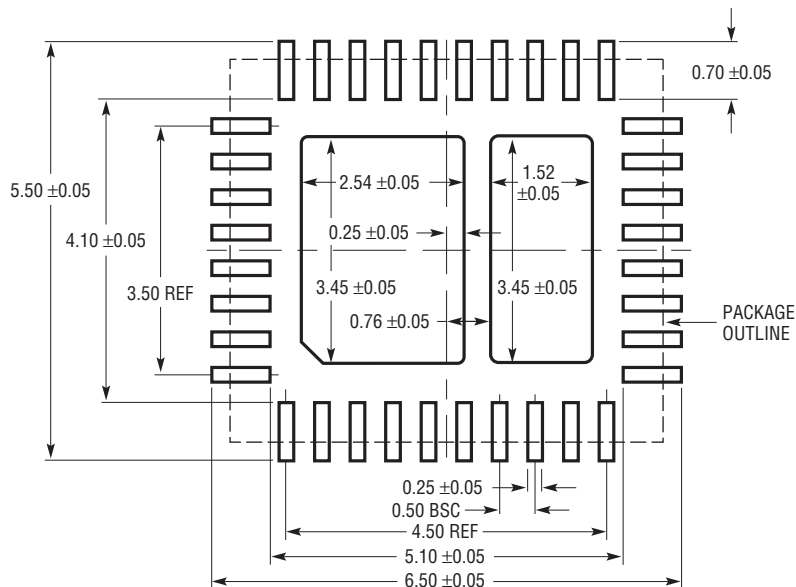 0.70 ±0.05
2.54 ±0.05
1.52
±0.05
5.50 ±0.05
0.25 ±0.05
4.10 ±0.05
3.45 ±0.05
3.45 ±0.05
3.50 REF
0.76 ±0.05
PACKAGE
OUTLINE
0.25 ±0.05
0.50 BSC
4.50 REF
5.10 ±0.05
6.50 ±0.05